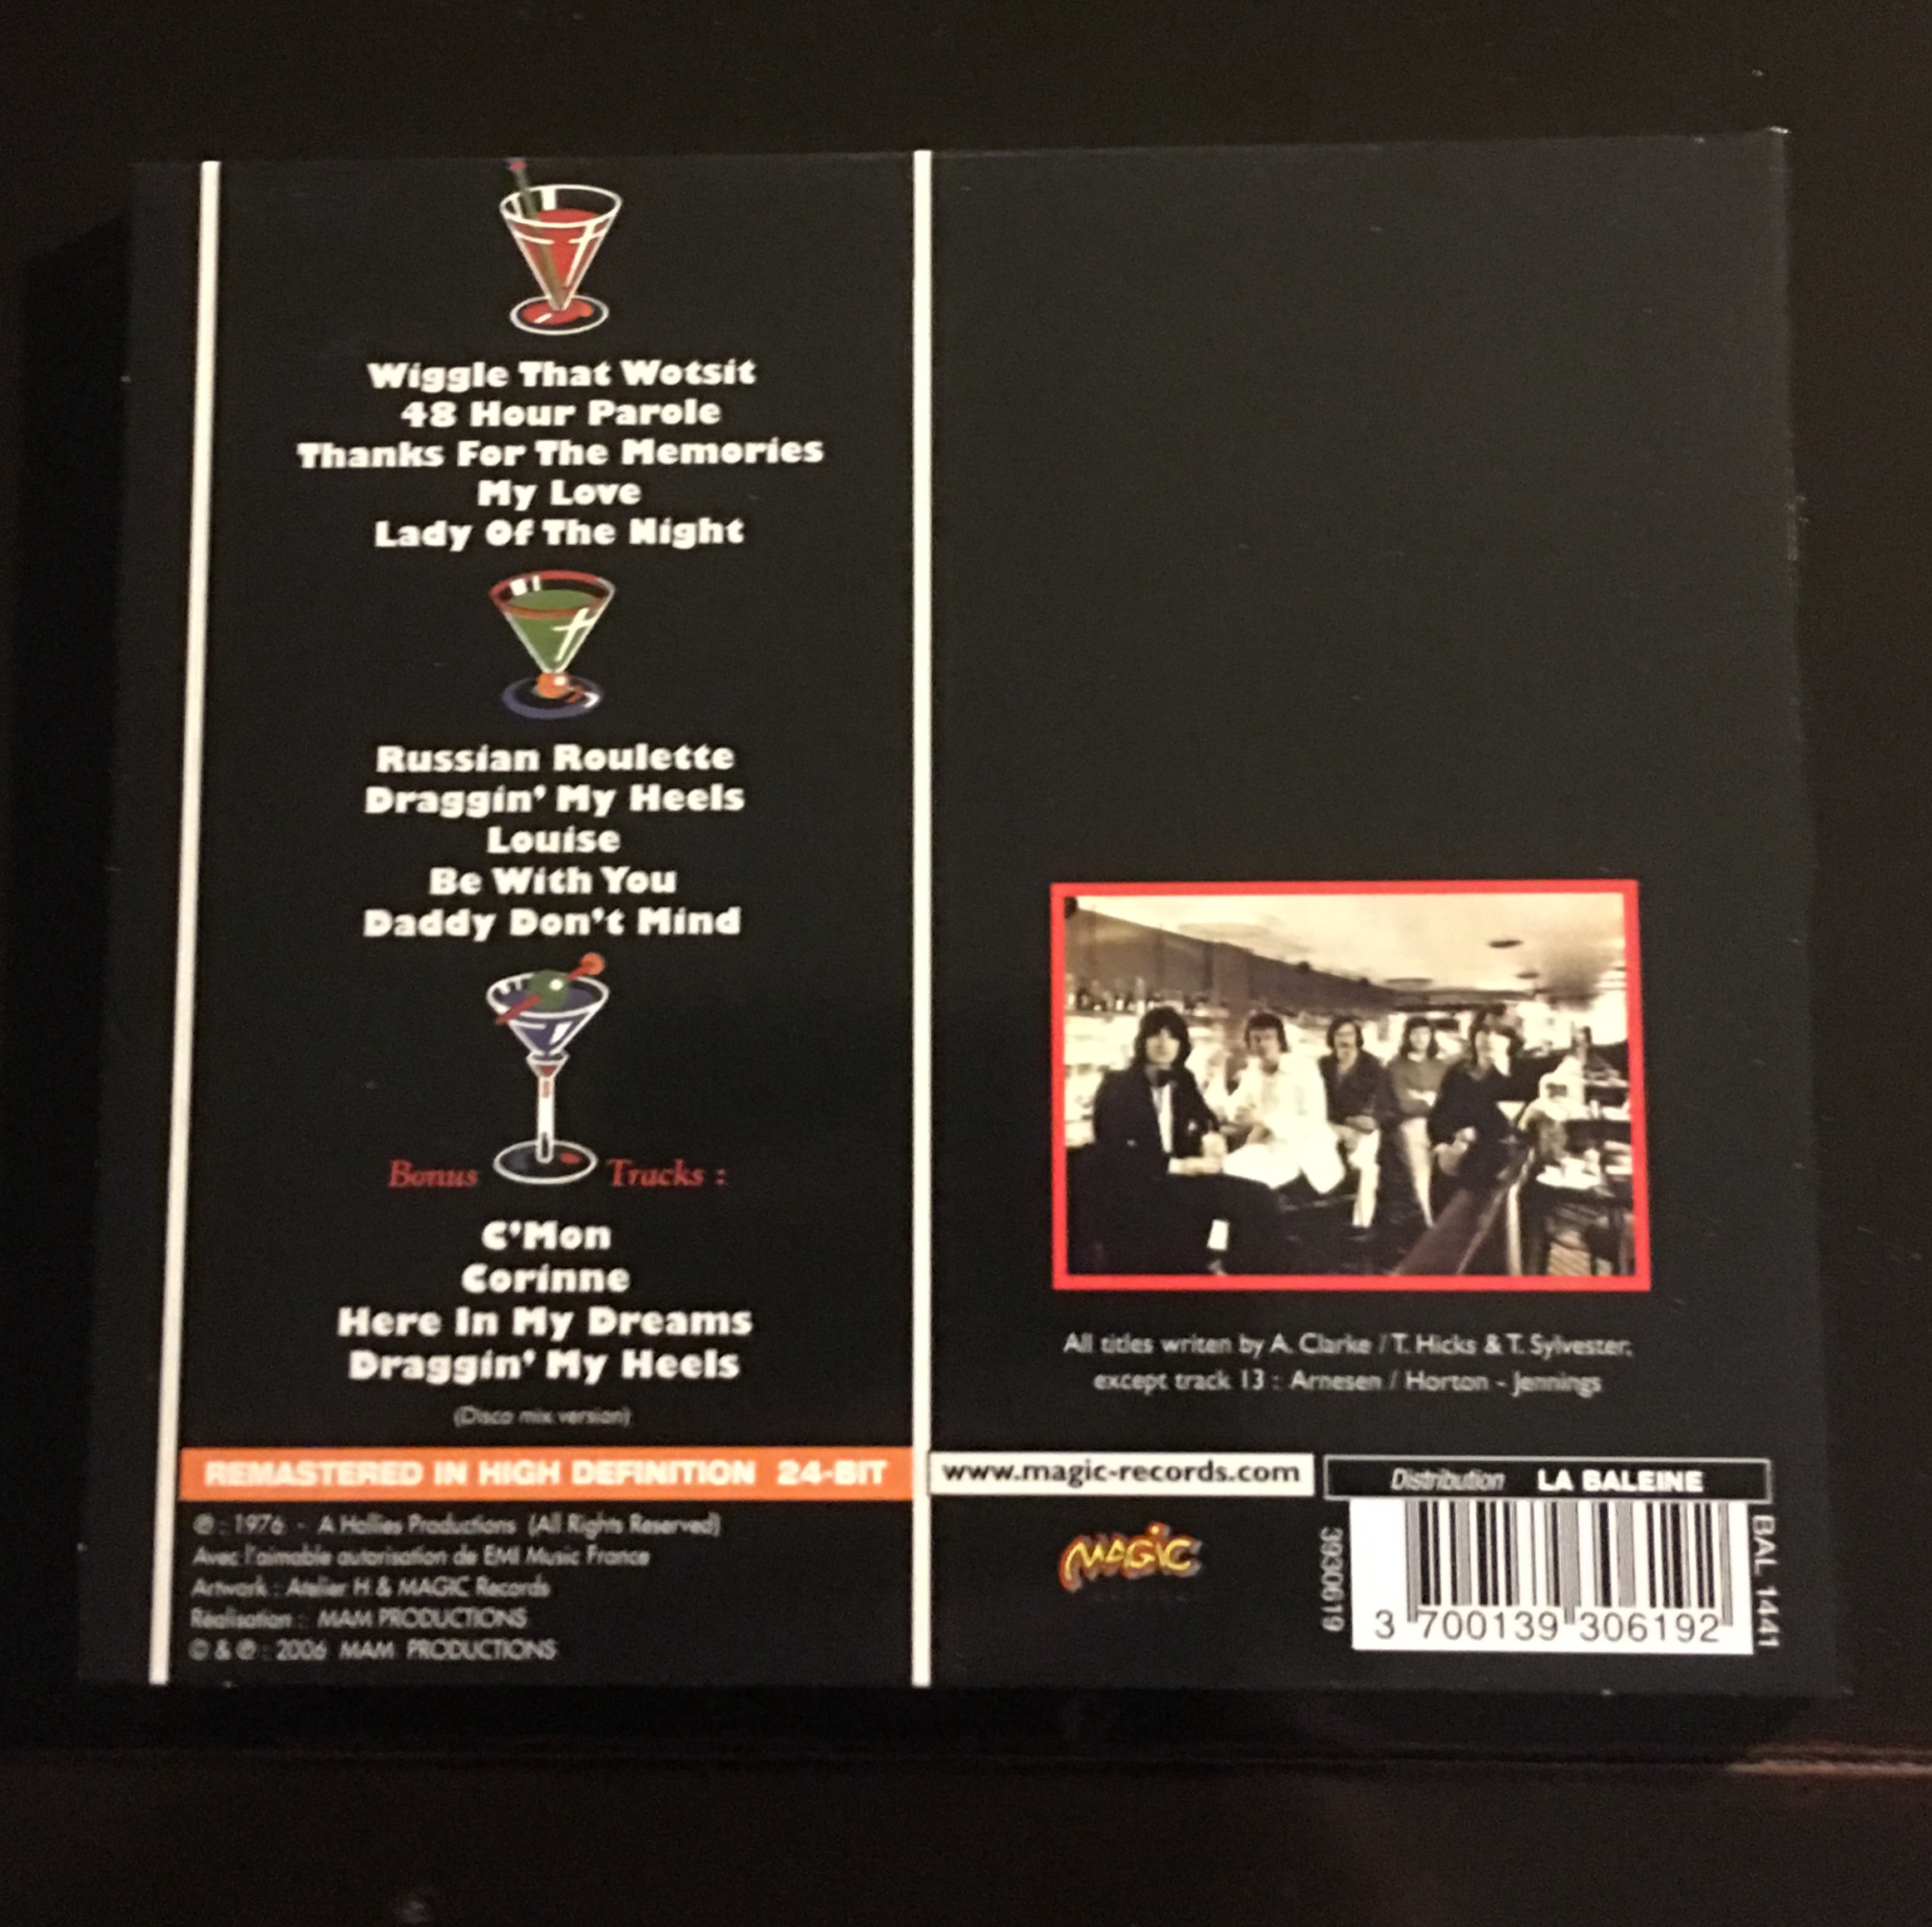 Wiggle That Wotsit
48 Hour Parole
Thanks For The Memories
My Love
Lady Of The Night
Russian Roulette
Draggin' My Heels
Louise
Be With You
Daddy Don't Mind
Bonus Tracks :
C'Mon
Corinne
Here In My Dreams
Draggin' My Heels
(Disco mix version)
REMASTERED IN HIGH DEFINITION 24-BIT
℗ : 1976 - A Hollies Productions (All Rights Reserved)
Avec l'aimable autorisation de EMI Music France
Artwork : Atelier H & MAGIC Records
Réalisation : MAM PRODUCTIONS
© & ℗ : 2006 MAM PRODUCTIONS
All titles writen by A. Clarke / T. Hicks & T. Sylvester,
except track 13 : Arnesen / Horton - Jennings
www.magic-records.com
Distribution LA BALEINE
MAGIC
3930619
3 700139 306192
BAL 1441